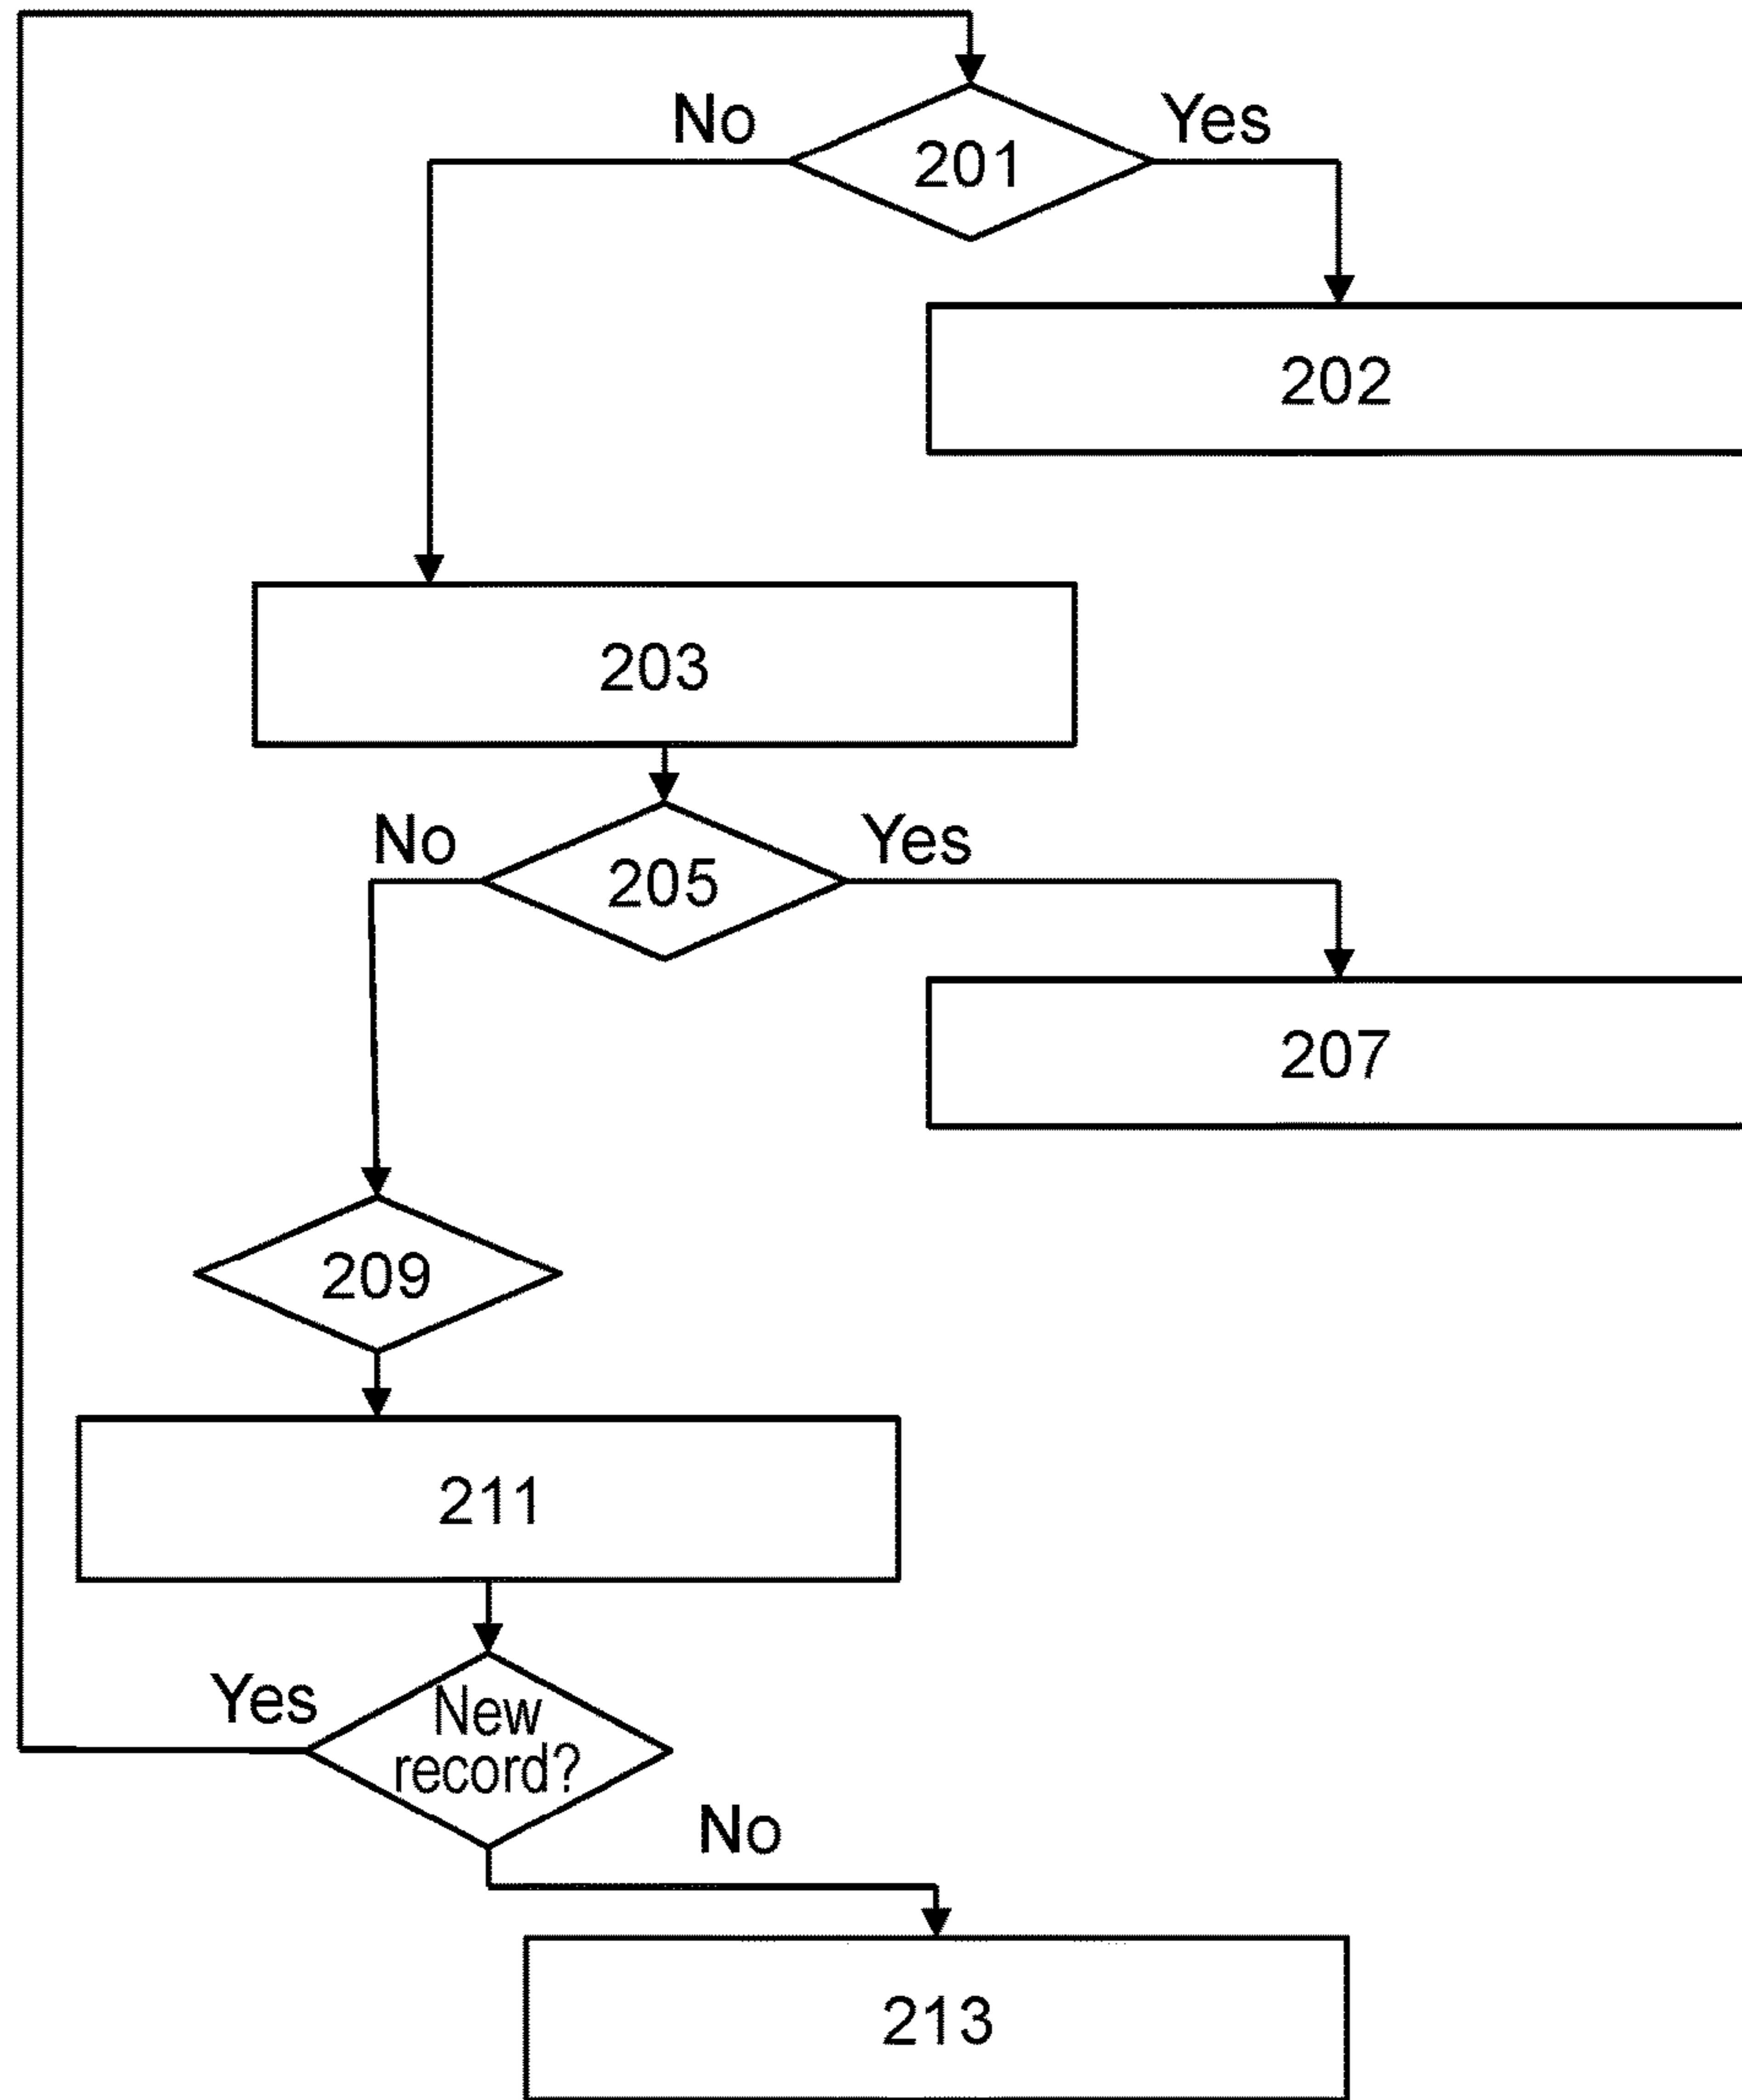 No
Yes
201
202
203
No
Yes
205
207
209
211
Yes
New
record?
No
213